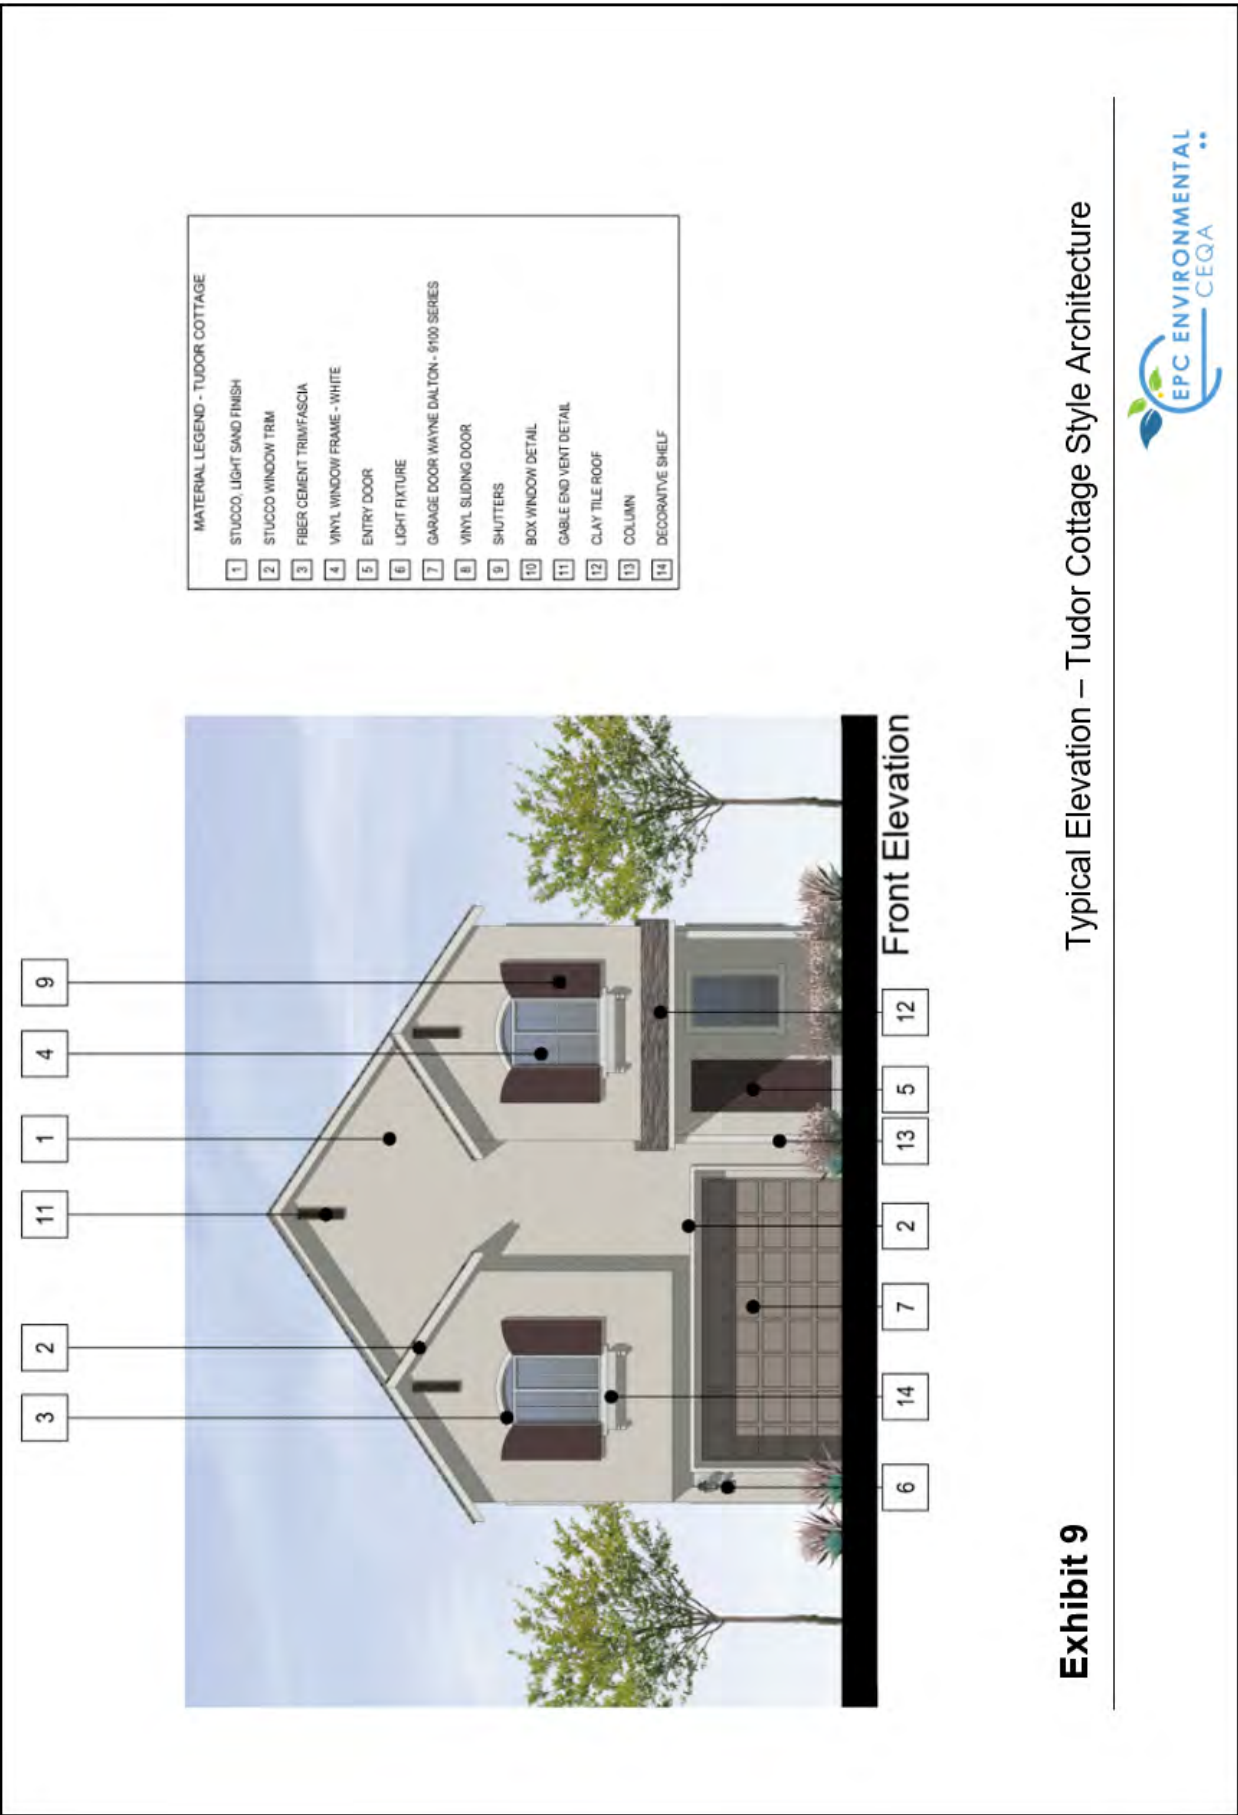 3
2
11
1
4
9
6
14
7
2
13
5
12
Front Elevation
MATERIAL LEGEND - TUDOR COTTAGE
1 STUCCO, LIGHT SAND FINISH
2 STUCCO WINDOW TRIM
3 FIBER CEMENT TRIM/FASCIA
4 VINYL WINDOW FRAME - WHITE
5 ENTRY DOOR
6 LIGHT FIXTURE
7 GARAGE DOOR WAYNE DALTON - 9100 SERIES
8 VINYL SLIDING DOOR
9 SHUTTERS
10 BOX WINDOW DETAIL
11 GABLE END VENT DETAIL
12 CLAY TILE ROOF
13 COLUMN
14 DECORAITVE SHELF
Exhibit 9
Typical Elevation – Tudor Cottage Style Architecture
EPC ENVIRONMENTAL
CEQA